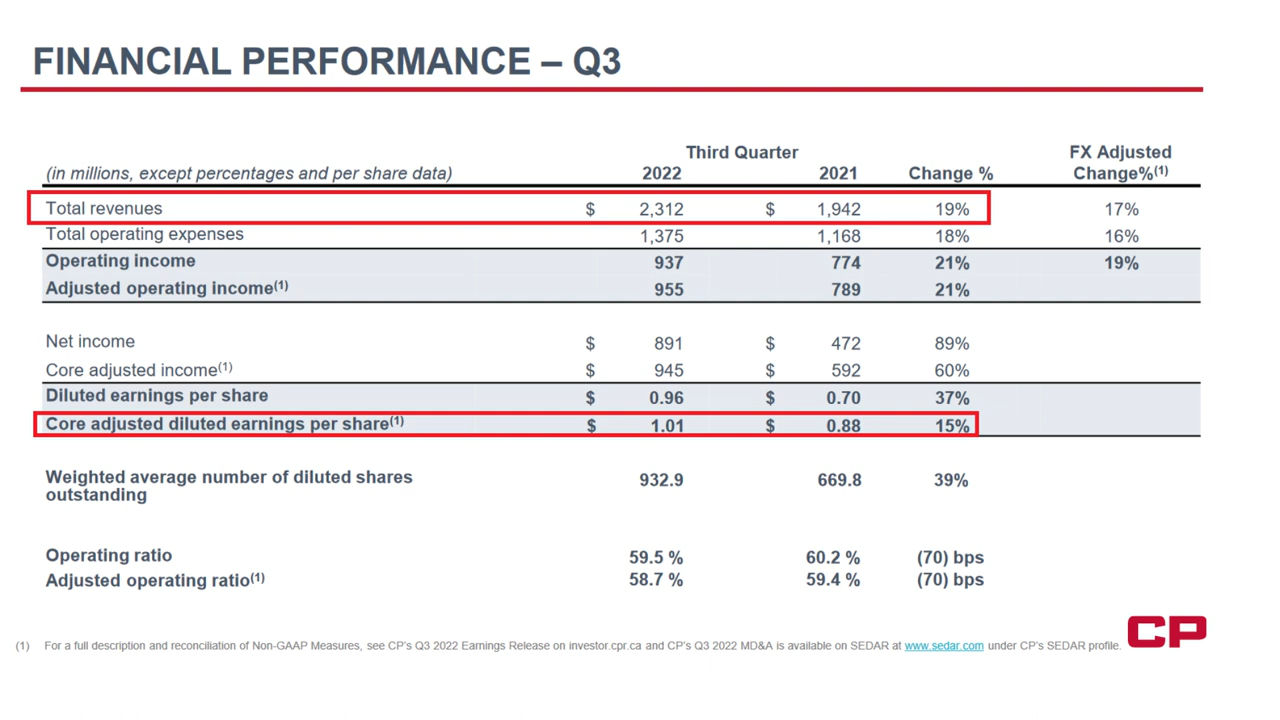 FINANCIAL PERFORMANCE – Q3
Third Quarter FX Adjusted
(in millions, except percentages and per share data) 2022 2021 Change % Change%(1)
Total revenues $ 2,312 $ 1,942 19% 17%
Total operating expenses 1,375 1,168 18% 16%
Operating income 937 774 21% 19%
Adjusted operating income(1) 955 789 21%
Net income $ 891 $ 472 89%
Core adjusted income(1) $ 945 $ 592 60%
Diluted earnings per share $ 0.96 $ 0.70 37%
Core adjusted diluted earnings per share(1) $ 1.01 $ 0.88 15%
Weighted average number of diluted shares 932.9 669.8 39%
outstanding
Operating ratio 59.5 % 60.2 % (70) bps
Adjusted operating ratio(1) 58.7 % 59.4 % (70) bps
CP
(1) For a full description and reconciliation of Non-GAAP Measures, see CP's Q3 2022 Earnings Release on investor.cpr.ca and CP's Q3 2022 MD&A is available on SEDAR at www.sedar.com under CP's SEDAR profile.